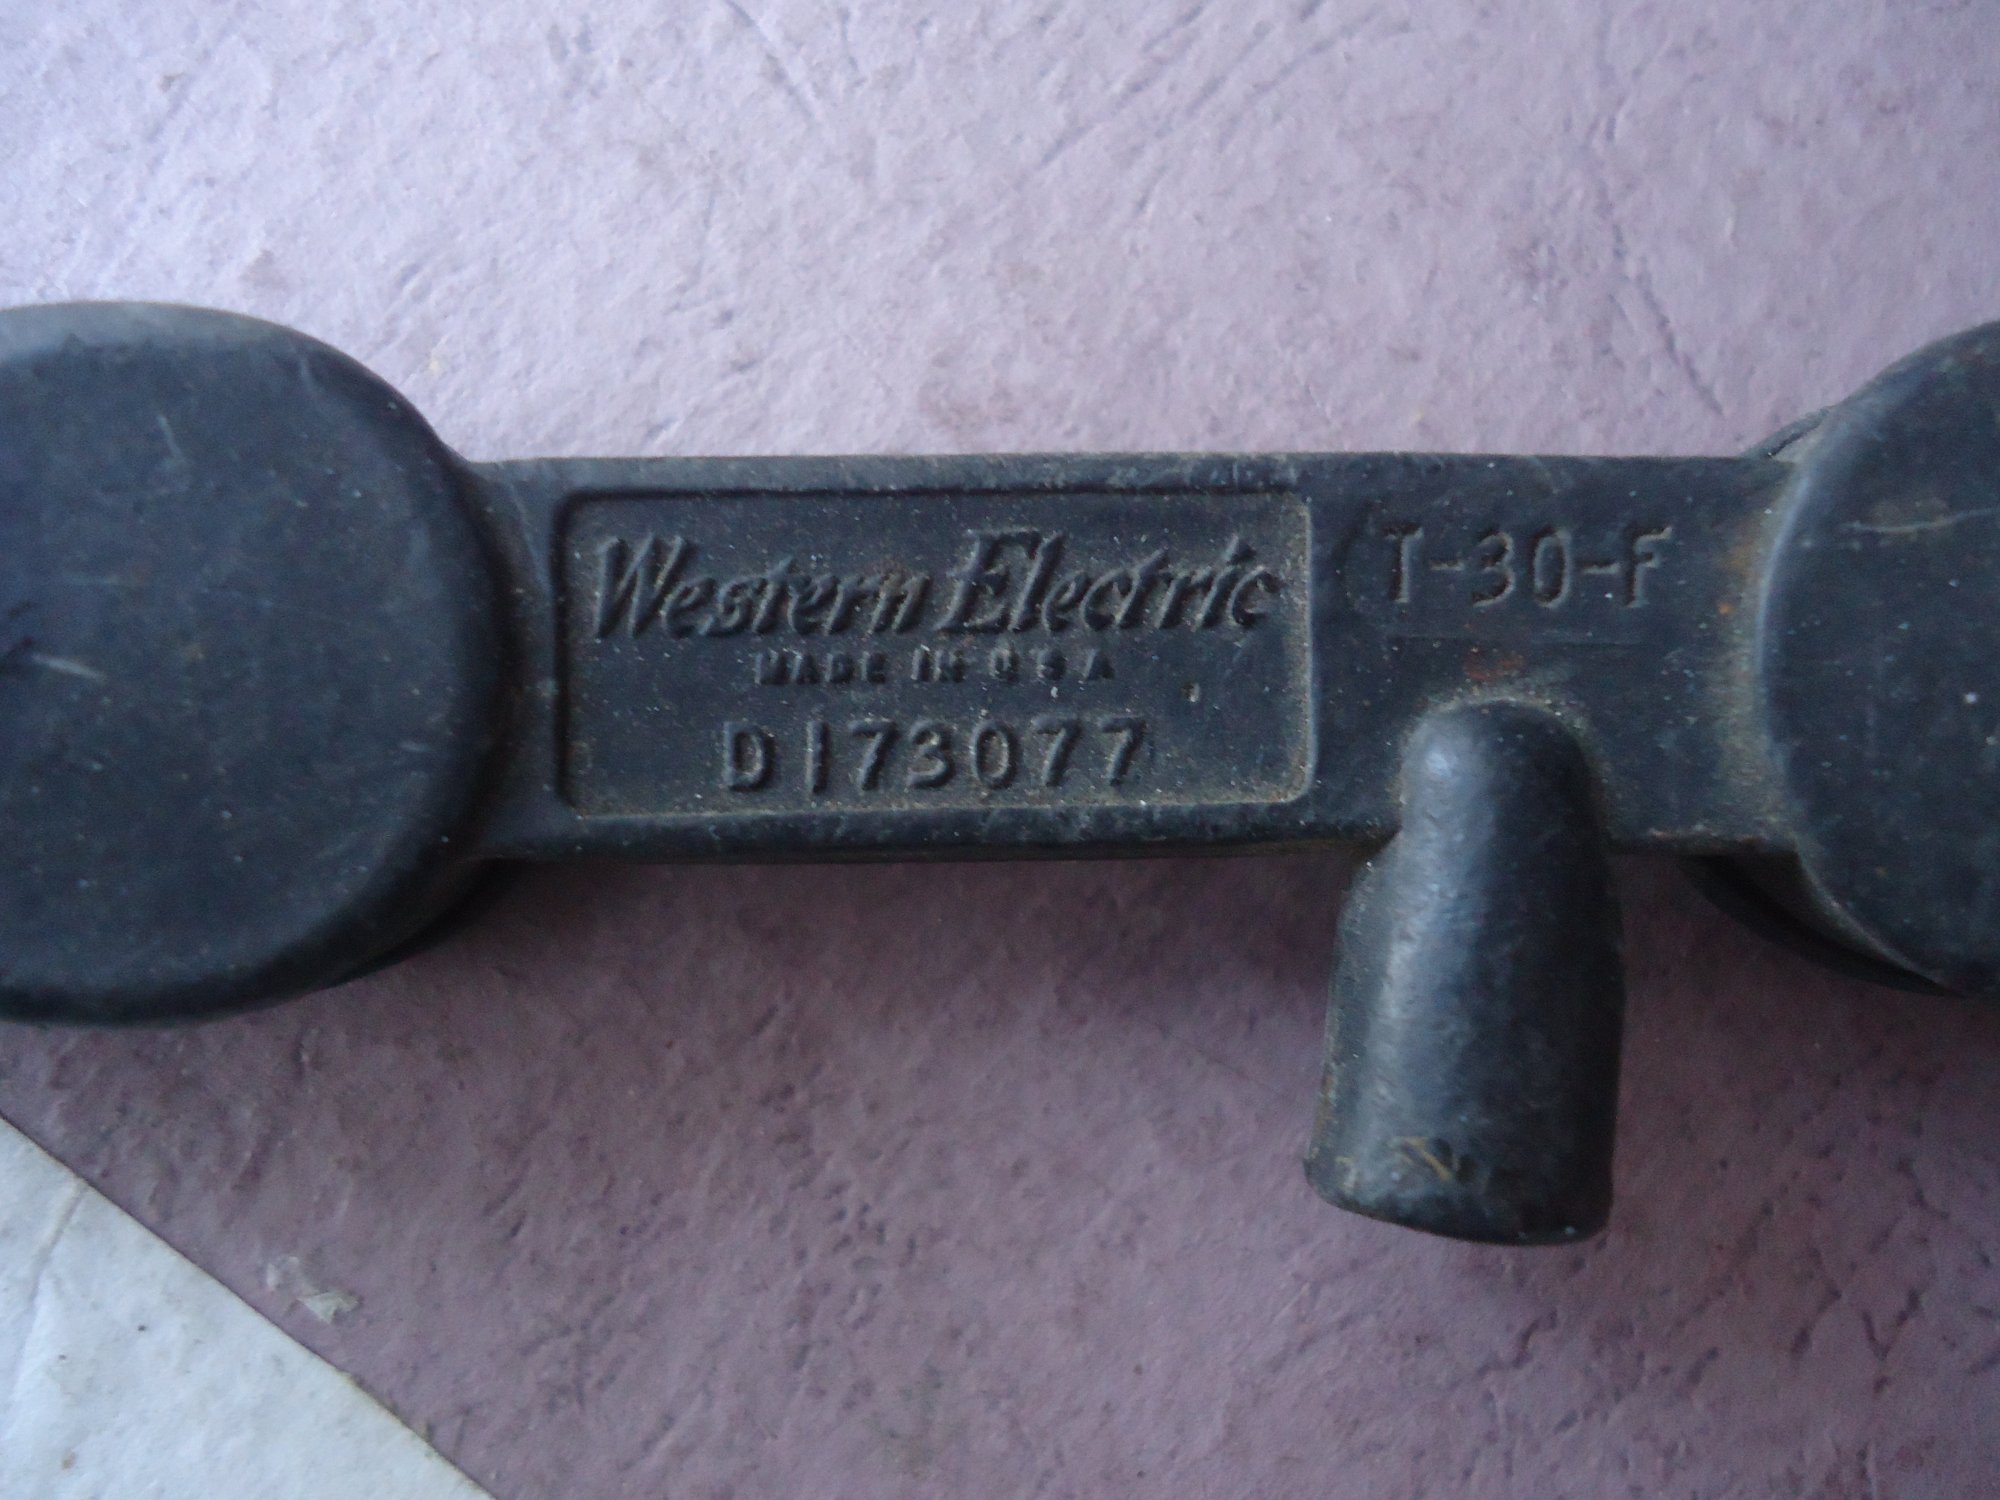 Western Electric
MADE IN U S A
D173077
T-30-F